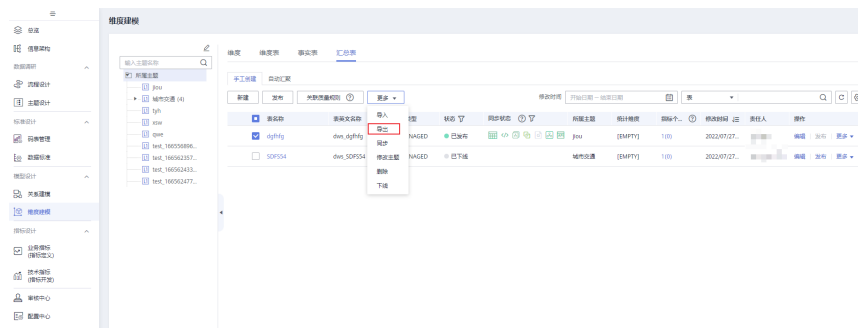 维度建模
总览
信息架构
数据调研
流程设计
主题设计
标准设计
码表管理
数据标准
模型设计
关系建模
维度建模
指标设计
业务指标
(指标定义)
技术指标
(指标开发)
审核中心
配置中心
输入主题名称
所属主题
jiou
城市交通 (4)
tyh
xsw
qwe
test_166556896...
test_166562357...
test_166562433...
test_166562477...
维度 维度表 事实表 汇总表
手工创建 自动汇聚
新建 发布 关联质量规则 更多
修改时间 开始日期 – 结束日期 表
表名称 表英文名称 类型 状态 同步状态 所属主题 统计维度 指标个... 修改时间 责任人 操作
dgfhfg dws_dgfhfg NAGED 已发布 jiou [EMPTY] 1(0) 2022/07/27... 编辑 发布 更多
SDFS54 dws_SDFS54 NAGED 已下线 城市交通 [EMPTY] 1(0) 2022/07/27... 编辑 发布 更多
导入
导出
同步
修改主题
删除
下线